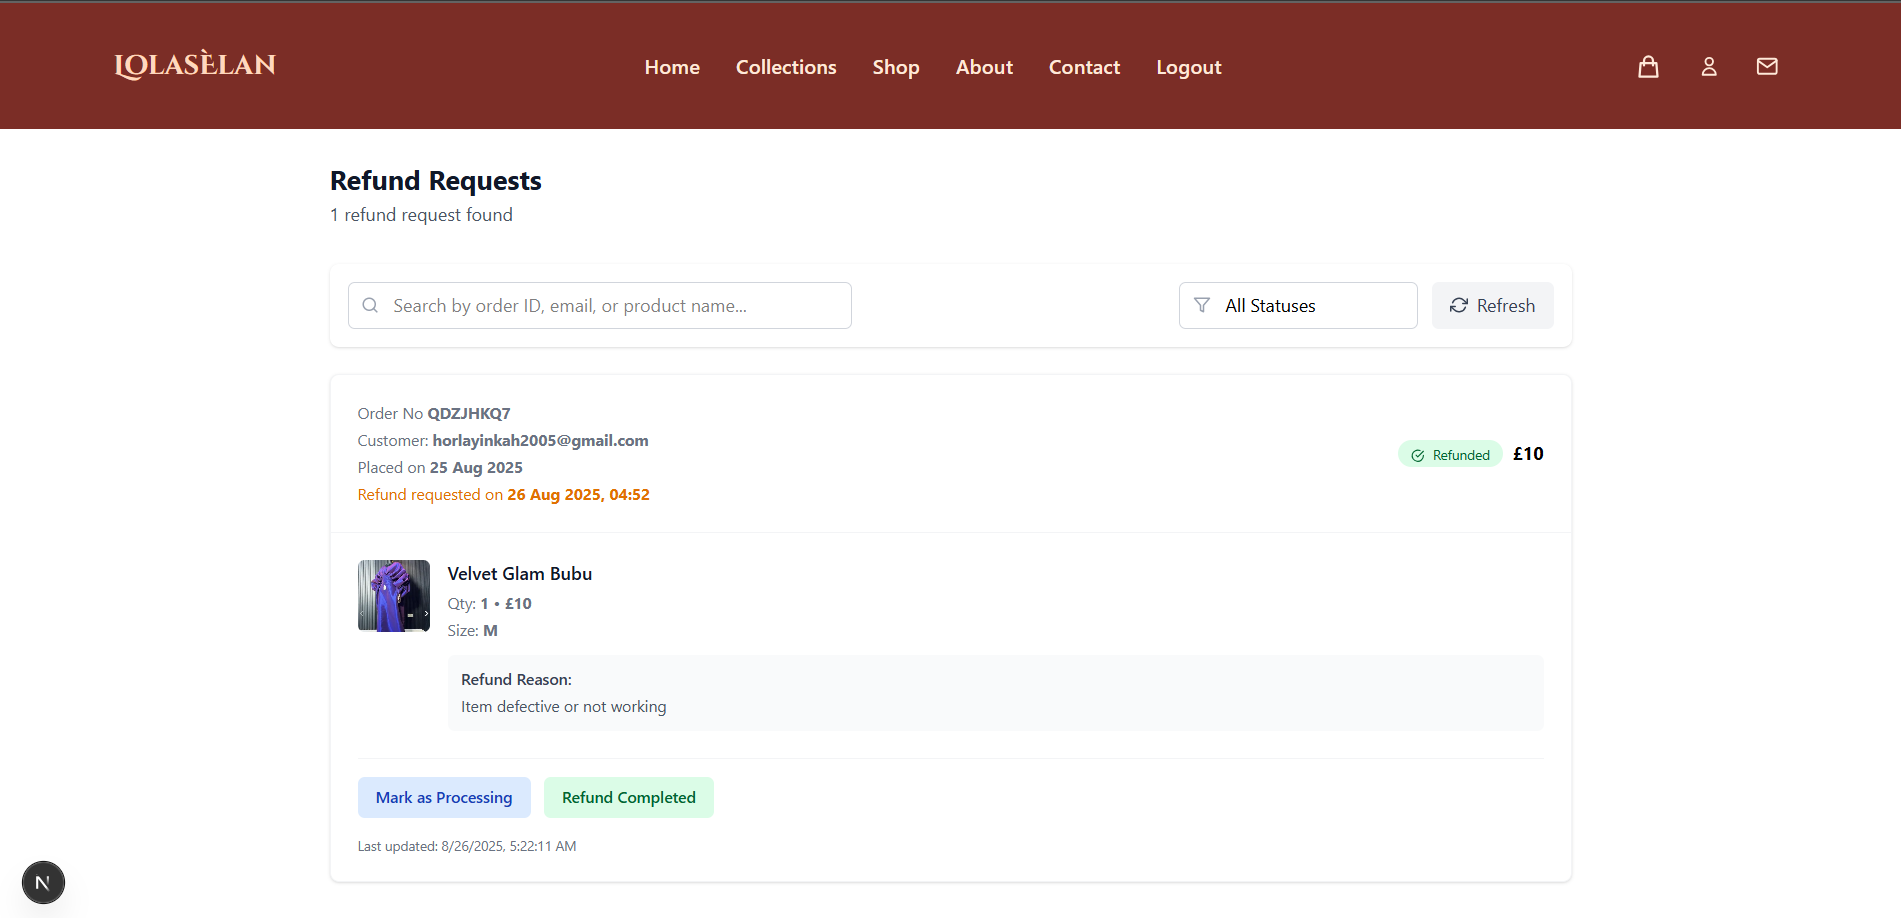 LOLASÈLAN
Home Collections Shop About Contact Logout
Refund Requests
1 refund request found
Search by order ID, email, or product name...
All Statuses
Refresh
Order No QDZJHKQ7
Customer: horlayinkah2005@gmail.com
Placed on 25 Aug 2025
Refund requested on 26 Aug 2025, 04:52
Refunded £10
Velvet Glam Bubu
Qty: 1 • £10
Size: M
Refund Reason:
Item defective or not working
Mark as Processing
Refund Completed
Last updated: 8/26/2025, 5:22:11 AM
N